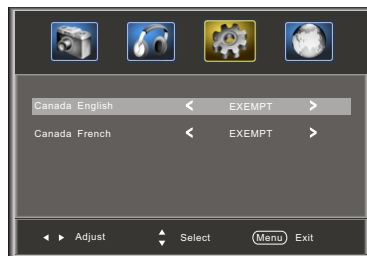 Canada English < EXEMPT >
Canada French < EXEMPT >
Adjust Select Menu Exit